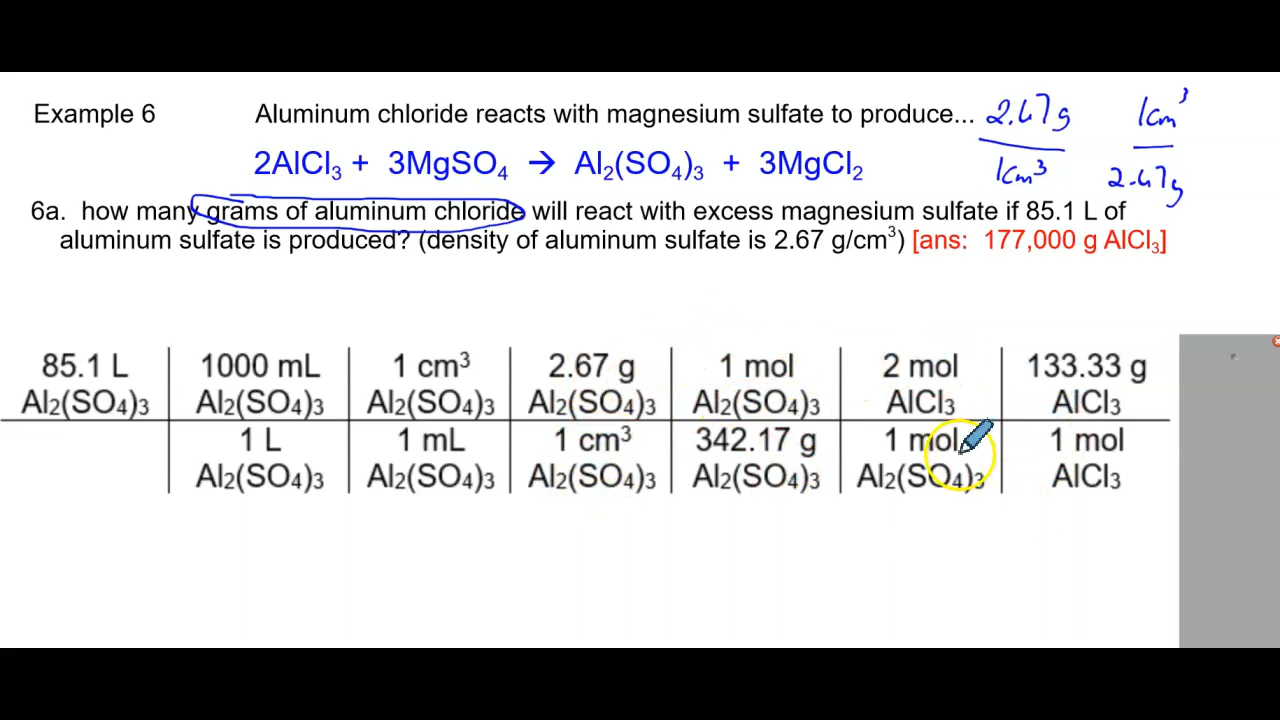 Example 6 Aluminum chloride reacts with magnesium sulfate to produce... 2.67g 1cm³
2AlCl₃ + 3MgSO₄ → Al₂(SO₄)₃ + 3MgCl₂ 1cm³ 2.67g
6a. how many grams of aluminum chloride will react with excess magnesium sulfate if 85.1 L of
aluminum sulfate is produced? (density of aluminum sulfate is 2.67 g/cm³) [ans: 177,000 g AlCl₃]
85.1 L 1000 mL 1 cm³ 2.67 g 1 mol 2 mol 133.33 g
Al₂(SO₄)₃ Al₂(SO₄)₃ Al₂(SO₄)₃ Al₂(SO₄)₃ Al₂(SO₄)₃ AlCl₃ AlCl₃
1 L 1 mL 1 cm³ 342.17 g 1 mol 1 mol
Al₂(SO₄)₃ Al₂(SO₄)₃ Al₂(SO₄)₃ Al₂(SO₄)₃ Al₂(SO₄)₃ AlCl₃